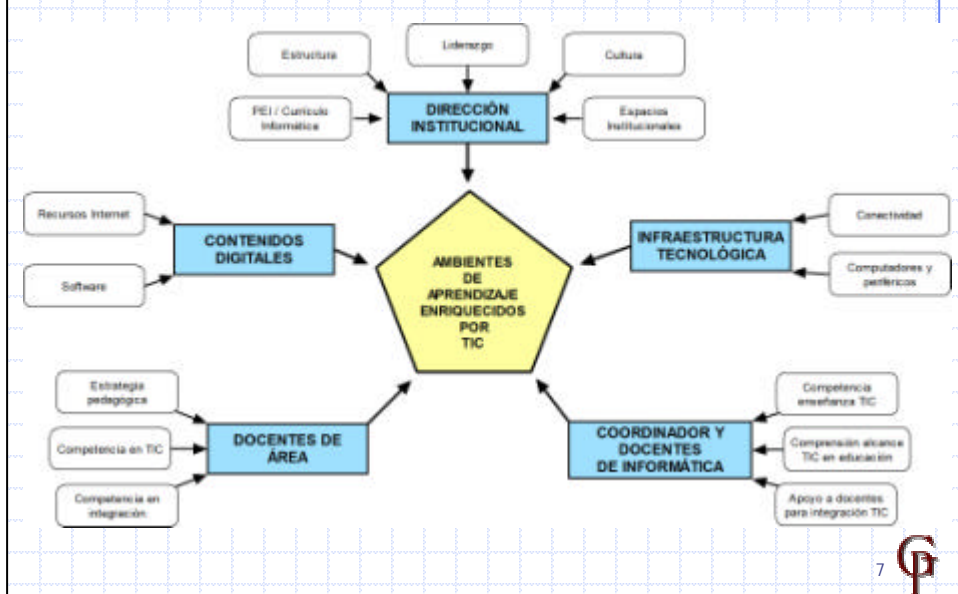 Liderazgo
Estructura
Cultura
PEI / Currículo
Informática
DIRECCIÓN
INSTITUCIONAL
Espacios
Institucionales
Recursos Internet
Software
CONTENIDOS
DIGITALES
AMBIENTES
DE
APRENDIZAJE
ENRIQUECIDOS
POR
TIC
INFRAESTRUCTURA
TECNOLÓGICA
Conectividad
Computadores y
periféricos
Estrategia
pedagógica
Competencia en TIC
Competencia en
integración
DOCENTES DE
ÁREA
COORDINADOR Y
DOCENTES
DE INFORMÁTICA
Competencia
enseñanza TIC
Comprensión alcance
TIC en educación
Apoyo a docentes
para integración TIC
7
GP